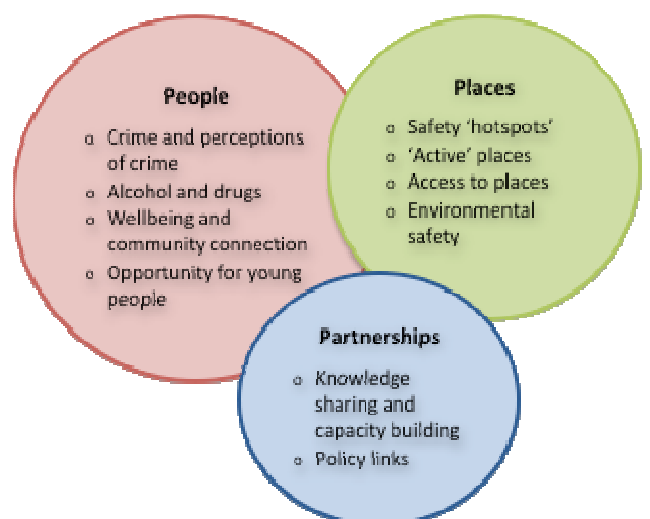 People
o Crime and perceptions
of crime
o Alcohol and drugs
o Wellbeing and
community connection
o Opportunity for young
people
Places
o Safety ‘hotspots’
o ‘Active’ places
o Access to places
o Environmental
safety
Partnerships
o Knowledge
sharing and
capacity building
o Policy links